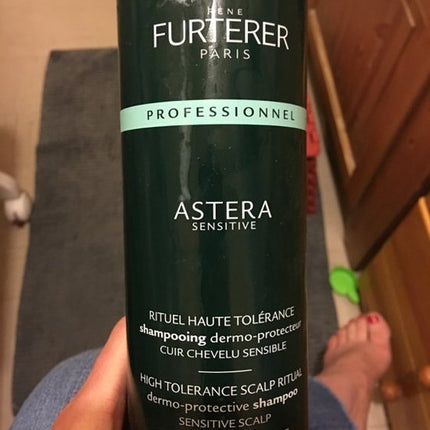 RENE
FURTERER
PARIS
PROFESSIONNEL
ASTERA
SENSITIVE
RITUEL HAUTE TOLÉRANCE
shampooing dermo-protecteur
CUIR CHEVELU SENSIBLE
HIGH TOLERANCE SCALP RITUAL
dermo-protective shampoo
SENSITIVE SCALP